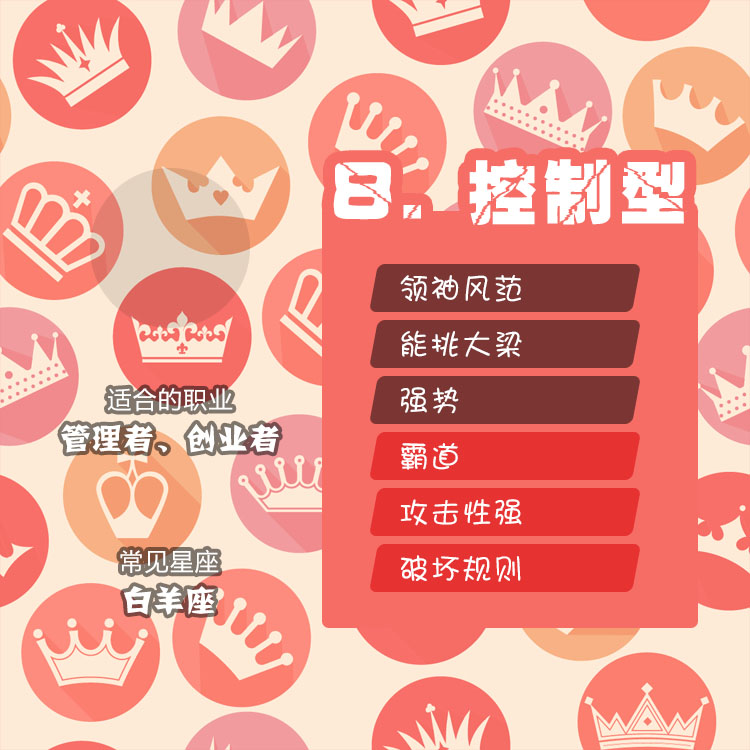 8. 控制型
领袖风范
能挑大梁
强势
霸道
攻击性强
破坏规则
适合的职业
管理者、创业者
常见星座
白羊座